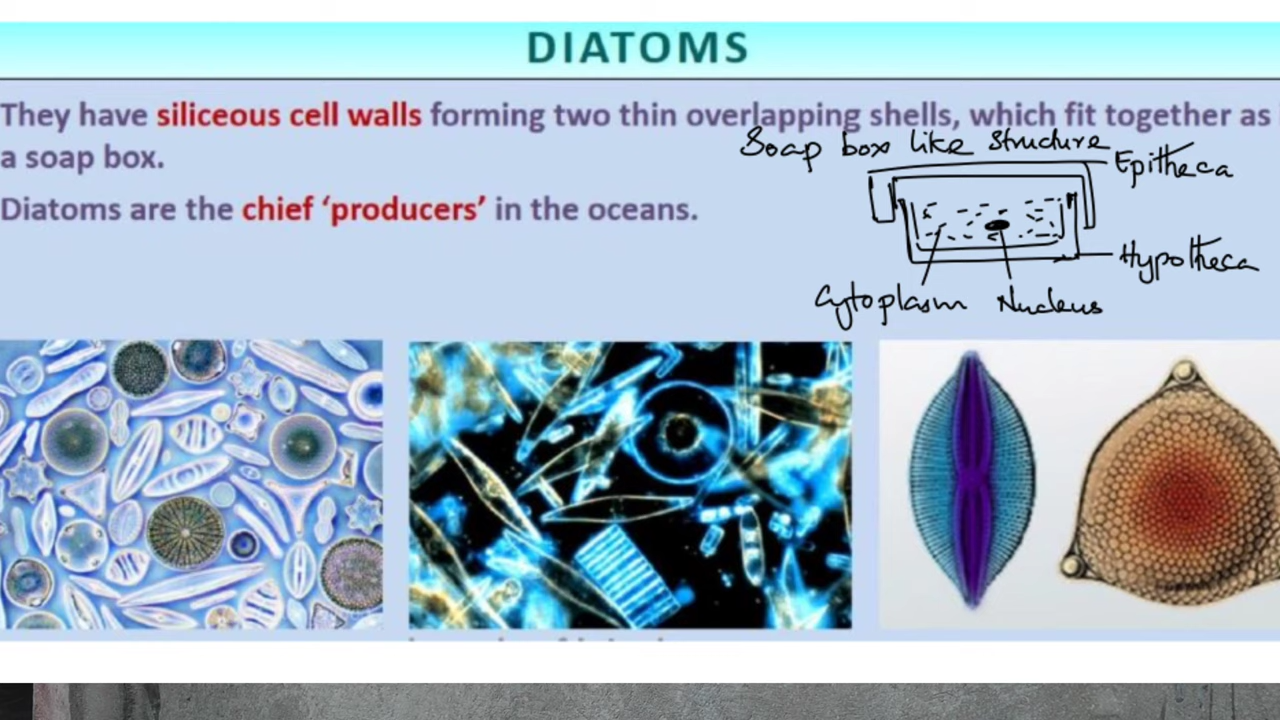 DIATOMS
They have siliceous cell walls forming two thin overlapping shells, which fit together as
a soap box.
Soap box like structure
Epitheca
Diatoms are the chief ‘producers’ in the oceans.
Hypotheca
Cytoplasm Nucleus